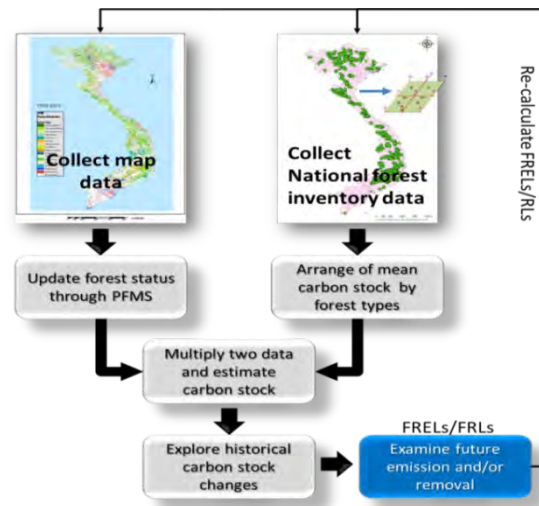 Collect map
data
Collect
National forest
inventory data
Re-calculate FRELs/RLs
Update forest status
through PFMS
Arrange of mean
carbon stock by
forest types
Multiply two data
and estimate
carbon stock
Explore historical
carbon stock
changes
FRELs/FRLs
Examine future
emission and/or
removal